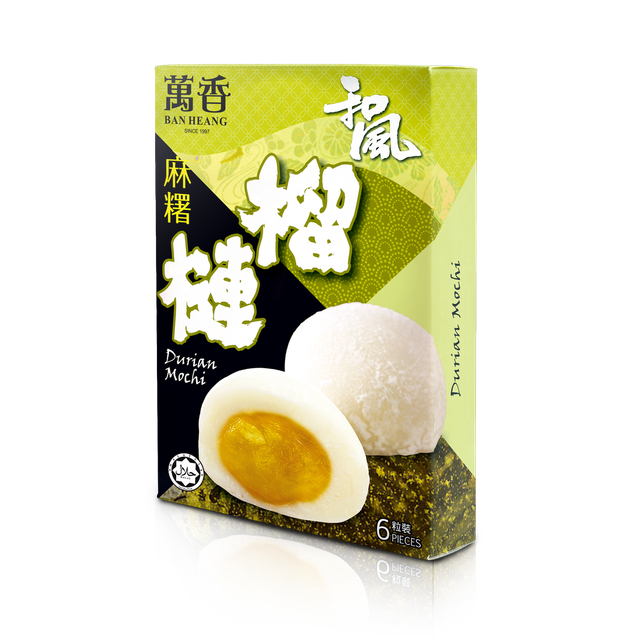 萬香
BAN HEANG
SINCE 1997
和風
麻糬
榴槤
Durian
Mochi
Durian Mochi
حلال
6粒裝
PIECES